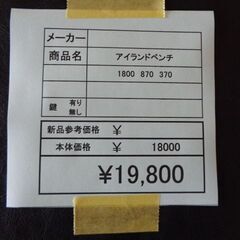 メーカー
商品名 アイランドベンチ
1800 870 370
鍵 有り 無し
新品参考価格 ¥
本体価格 ¥ 18000
¥19,800